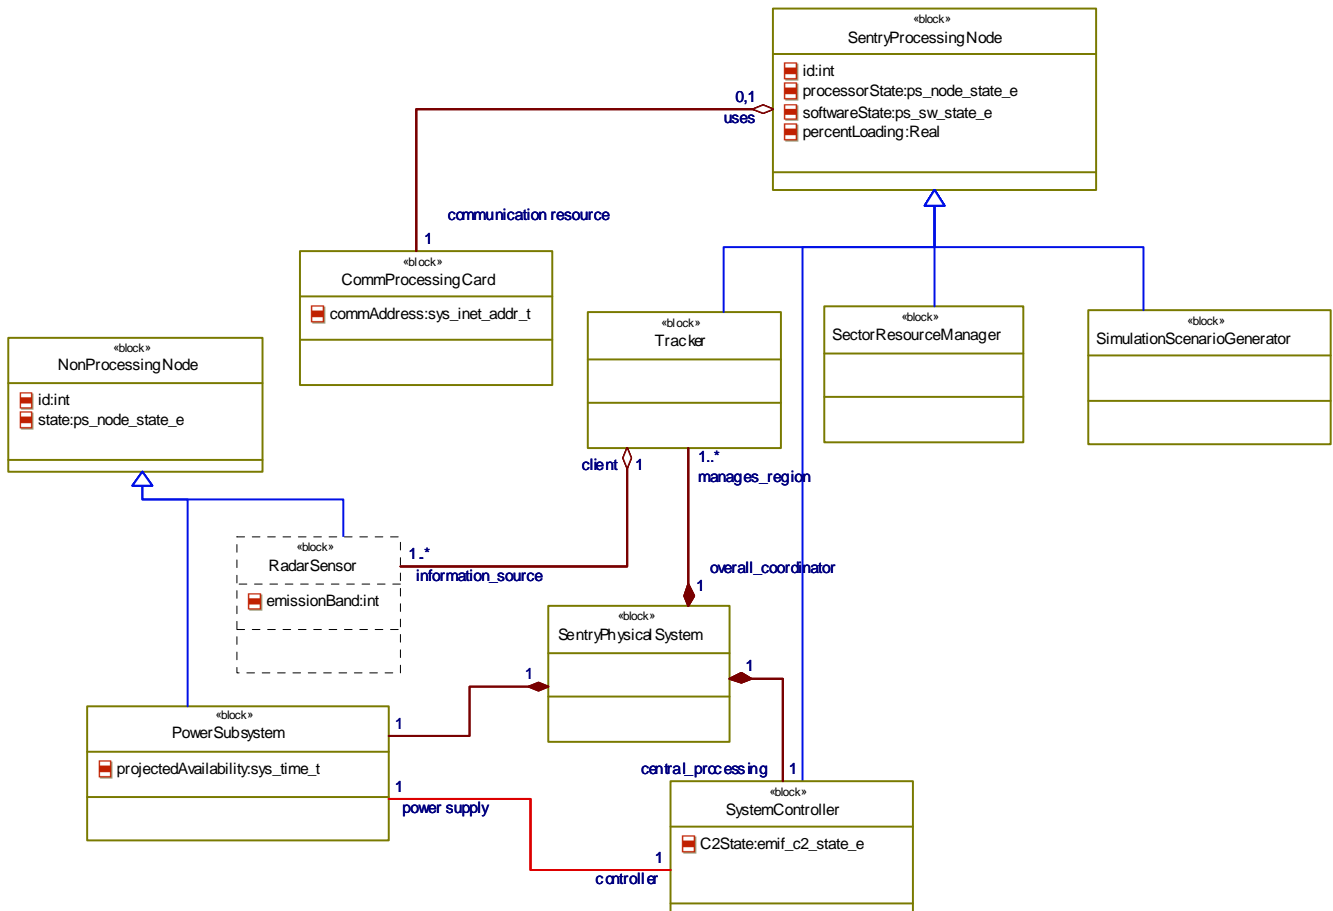 «block»
SentryProcessingNode
id:int
processorState:ps_node_state_e
softwareState:ps_sw_state_e
percentLoading:Real
0,1
uses
communication resource
1
«block»
CommProcessingCard
commAddress:sys_inet_addr_t
«block»
Tracker
«block»
SectorResourceManager
«block»
SimulationScenarioGenerator
«block»
NonProcessingNode
id:int
state:ps_node_state_e
client
1
1..*
manages_region
«block»
RadarSensor
emissionBand:int
1..*
information_source
overall_coordinator
1
«block»
SentryPhysicalSystem
1
1
«block»
PowerSubsystem
projectedAvailability:sys_time_t
1
1
power supply
central_processing
1
«block»
SystemController
C2State:emif_c2_state_e
1
controller